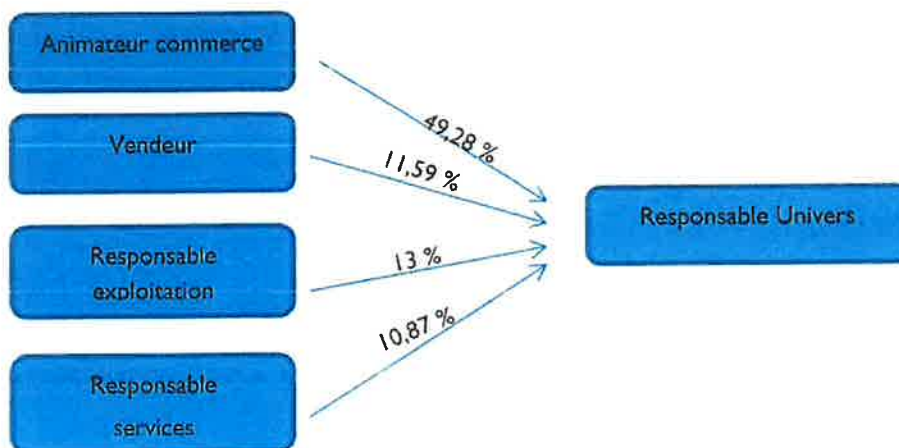 Animateur commerce
49,28 %
Vendeur
11,59 %
Responsable Univers
Responsable
exploitation
13 %
10,87 %
Responsable
services